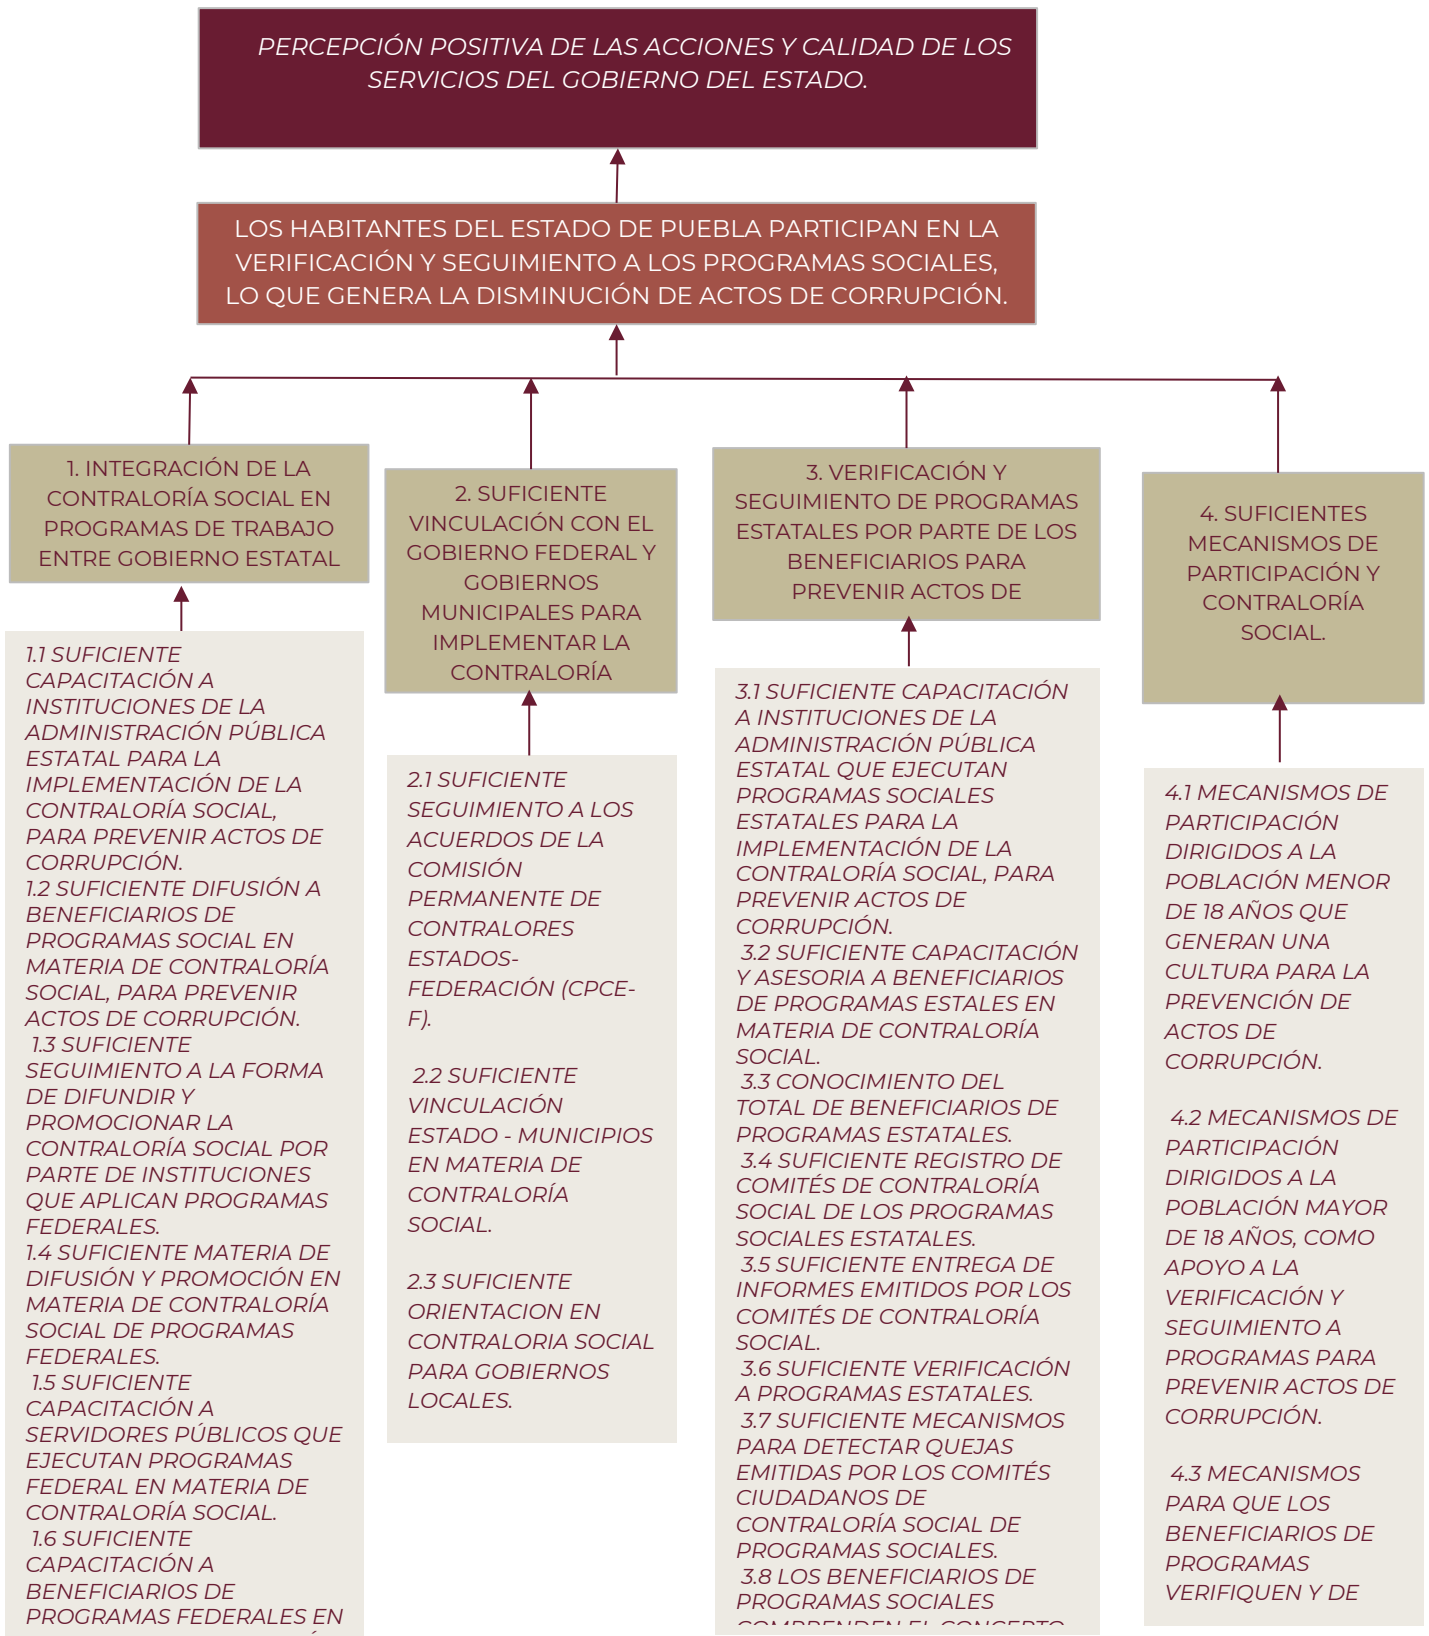 PERCEPCIÓN POSITIVA DE LAS ACCIONES Y CALIDAD DE LOS
SERVICIOS DEL GOBIERNO DEL ESTADO.
LOS HABITANTES DEL ESTADO DE PUEBLA PARTICIPAN EN LA
VERIFICACIÓN Y SEGUIMIENTO A LOS PROGRAMAS SOCIALES,
LO QUE GENERA LA DISMINUCIÓN DE ACTOS DE CORRUPCIÓN.
1. INTEGRACIÓN DE LA
CONTRALORÍA SOCIAL EN
PROGRAMAS DE TRABAJO
ENTRE GOBIERNO ESTATAL
1.1 SUFICIENTE
CAPACITACIÓN A
INSTITUCIONES DE LA
ADMINISTRACIÓN PÚBLICA
ESTATAL PARA LA
IMPLEMENTACIÓN DE LA
CONTRALORÍA SOCIAL,
PARA PREVENIR ACTOS DE
CORRUPCIÓN.
1.2 SUFICIENTE DIFUSIÓN A
BENEFICIARIOS DE
PROGRAMAS SOCIAL EN
MATERIA DE CONTRALORÍA
SOCIAL, PARA PREVENIR
ACTOS DE CORRUPCIÓN.
1.3 SUFICIENTE
SEGUIMIENTO A LA FORMA
DE DIFUNDIR Y
PROMOCIONAR LA
CONTRALORÍA SOCIAL POR
PARTE DE INSTITUCIONES
QUE APLICAN PROGRAMAS
FEDERALES.
1.4 SUFICIENTE MATERIA DE
DIFUSIÓN Y PROMOCIÓN EN
MATERIA DE CONTRALORÍA
SOCIAL DE PROGRAMAS
FEDERALES.
1.5 SUFICIENTE
CAPACITACIÓN A
SERVIDORES PÚBLICOS QUE
EJECUTAN PROGRAMAS
FEDERAL EN MATERIA DE
CONTRALORÍA SOCIAL.
1.6 SUFICIENTE
CAPACITACIÓN A
BENEFICIARIOS DE
PROGRAMAS FEDERALES EN
2. SUFICIENTE
VINCULACIÓN CON EL
GOBIERNO FEDERAL Y
GOBIERNOS
MUNICIPALES PARA
IMPLEMENTAR LA
CONTRALORÍA
2.1 SUFICIENTE
SEGUIMIENTO A LOS
ACUERDOS DE LA
COMISIÓN
PERMANENTE DE
CONTRALORES
ESTADOS-
FEDERACIÓN (CPCE-
F).
2.2 SUFICIENTE
VINCULACIÓN
ESTADO - MUNICIPIOS
EN MATERIA DE
CONTRALORÍA
SOCIAL.
2.3 SUFICIENTE
ORIENTACION EN
CONTRALORIA SOCIAL
PARA GOBIERNOS
LOCALES.
3. VERIFICACIÓN Y
SEGUIMIENTO DE PROGRAMAS
ESTATALES POR PARTE DE LOS
BENEFICIARIOS PARA
PREVENIR ACTOS DE
3.1 SUFICIENTE CAPACITACIÓN
A INSTITUCIONES DE LA
ADMINISTRACIÓN PÚBLICA
ESTATAL QUE EJECUTAN
PROGRAMAS SOCIALES
ESTATALES PARA LA
IMPLEMENTACIÓN DE LA
CONTRALORÍA SOCIAL, PARA
PREVENIR ACTOS DE
CORRUPCIÓN.
3.2 SUFICIENTE CAPACITACIÓN
Y ASESORIA A BENEFICIARIOS
DE PROGRAMAS ESTALES EN
MATERIA DE CONTRALORÍA
SOCIAL.
3.3 CONOCIMIENTO DEL
TOTAL DE BENEFICIARIOS DE
PROGRAMAS ESTATALES.
3.4 SUFICIENTE REGISTRO DE
COMITÉS DE CONTRALORÍA
SOCIAL DE LOS PROGRAMAS
SOCIALES ESTATALES.
3.5 SUFICIENTE ENTREGA DE
INFORMES EMITIDOS POR LOS
COMITÉS DE CONTRALORÍA
SOCIAL.
3.6 SUFICIENTE VERIFICACIÓN
A PROGRAMAS ESTATALES.
3.7 SUFICIENTE MECANISMOS
PARA DETECTAR QUEJAS
EMITIDAS POR LOS COMITÉS
CIUDADANOS DE
CONTRALORÍA SOCIAL DE
PROGRAMAS SOCIALES.
3.8 LOS BENEFICIARIOS DE
PROGRAMAS SOCIALES
COMPRENDEN EL CONCEPTO
4. SUFICIENTES
MECANISMOS DE
PARTICIPACIÓN Y
CONTRALORÍA
SOCIAL.
4.1 MECANISMOS DE
PARTICIPACIÓN
DIRIGIDOS A LA
POBLACIÓN MENOR
DE 18 AÑOS QUE
GENERAN UNA
CULTURA PARA LA
PREVENCIÓN DE
ACTOS DE
CORRUPCIÓN.
4.2 MECANISMOS DE
PARTICIPACIÓN
DIRIGIDOS A LA
POBLACIÓN MAYOR
DE 18 AÑOS, COMO
APOYO A LA
VERIFICACIÓN Y
SEGUIMIENTO A
PROGRAMAS PARA
PREVENIR ACTOS DE
CORRUPCIÓN.
4.3 MECANISMOS
PARA QUE LOS
BENEFICIARIOS DE
PROGRAMAS
VERIFIQUEN Y DE